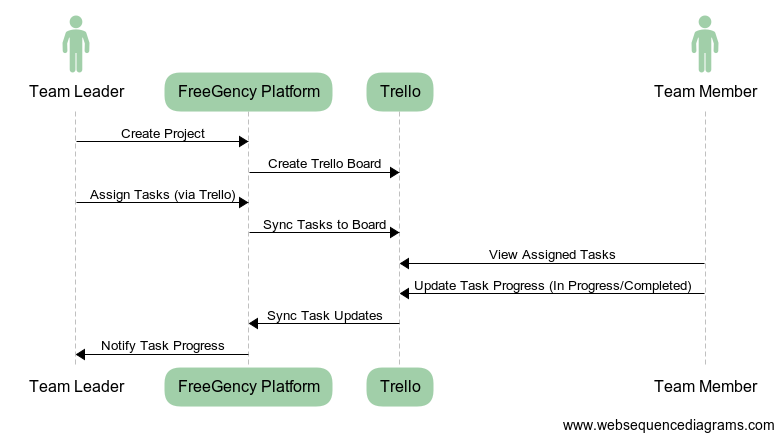 Team Leader
FreeGency Platform
Trello
Team Member
Create Project
Create Trello Board
Assign Tasks (via Trello)
Sync Tasks to Board
View Assigned Tasks
Update Task Progress (In Progress/Completed)
Sync Task Updates
Notify Task Progress
Team Leader
FreeGency Platform
Trello
Team Member
www.websequencediagrams.com